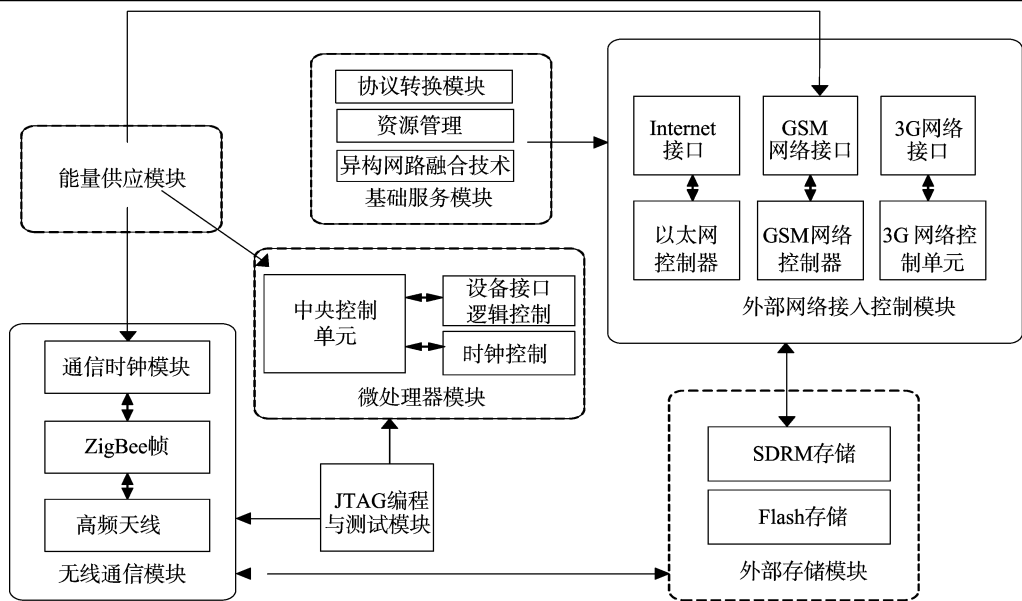 能量供应模块
协议转换模块
资源管理
异构网路融合技术
基础服务模块
Internet
接口
GSM
网络接口
3G网络
接口
以太网
控制器
GSM网络
控制器
3G 网络控
制单元
外部网络接入控制模块
中央控制
单元
设备接口
逻辑控制
时钟控制
微处理器模块
通信时钟模块
ZigBee帧
高频天线
无线通信模块
JTAG编程
与测试模块
SDRM存储
Flash存储
外部存储模块